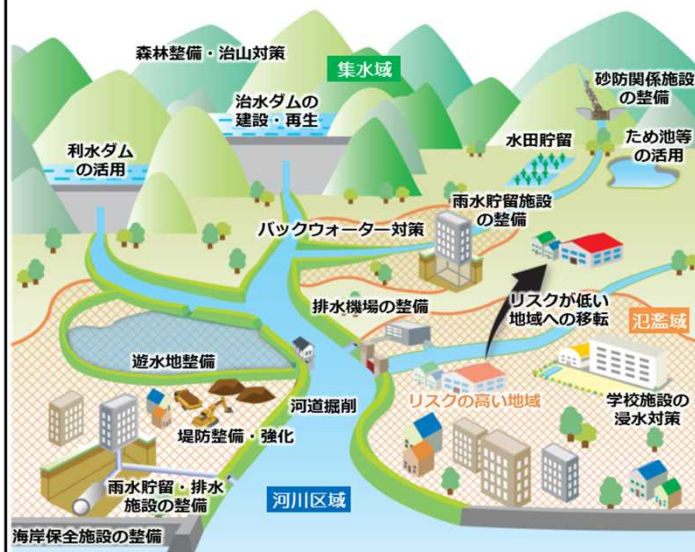 森林整備・治山対策
集水域
砂防関係施設
の整備
治水ダムの
建設・再生
水田貯留
ため池等
の活用
利水ダム
の活用
雨水貯留施設
の整備
バックウォーター対策
排水機場の整備
リスクが低い
地域への移転
氾濫域
遊水地整備
リスクの高い地域
学校施設の
浸水対策
河道掘削
堤防整備・強化
雨水貯留・排水
施設の整備
河川区域
海岸保全施設の整備